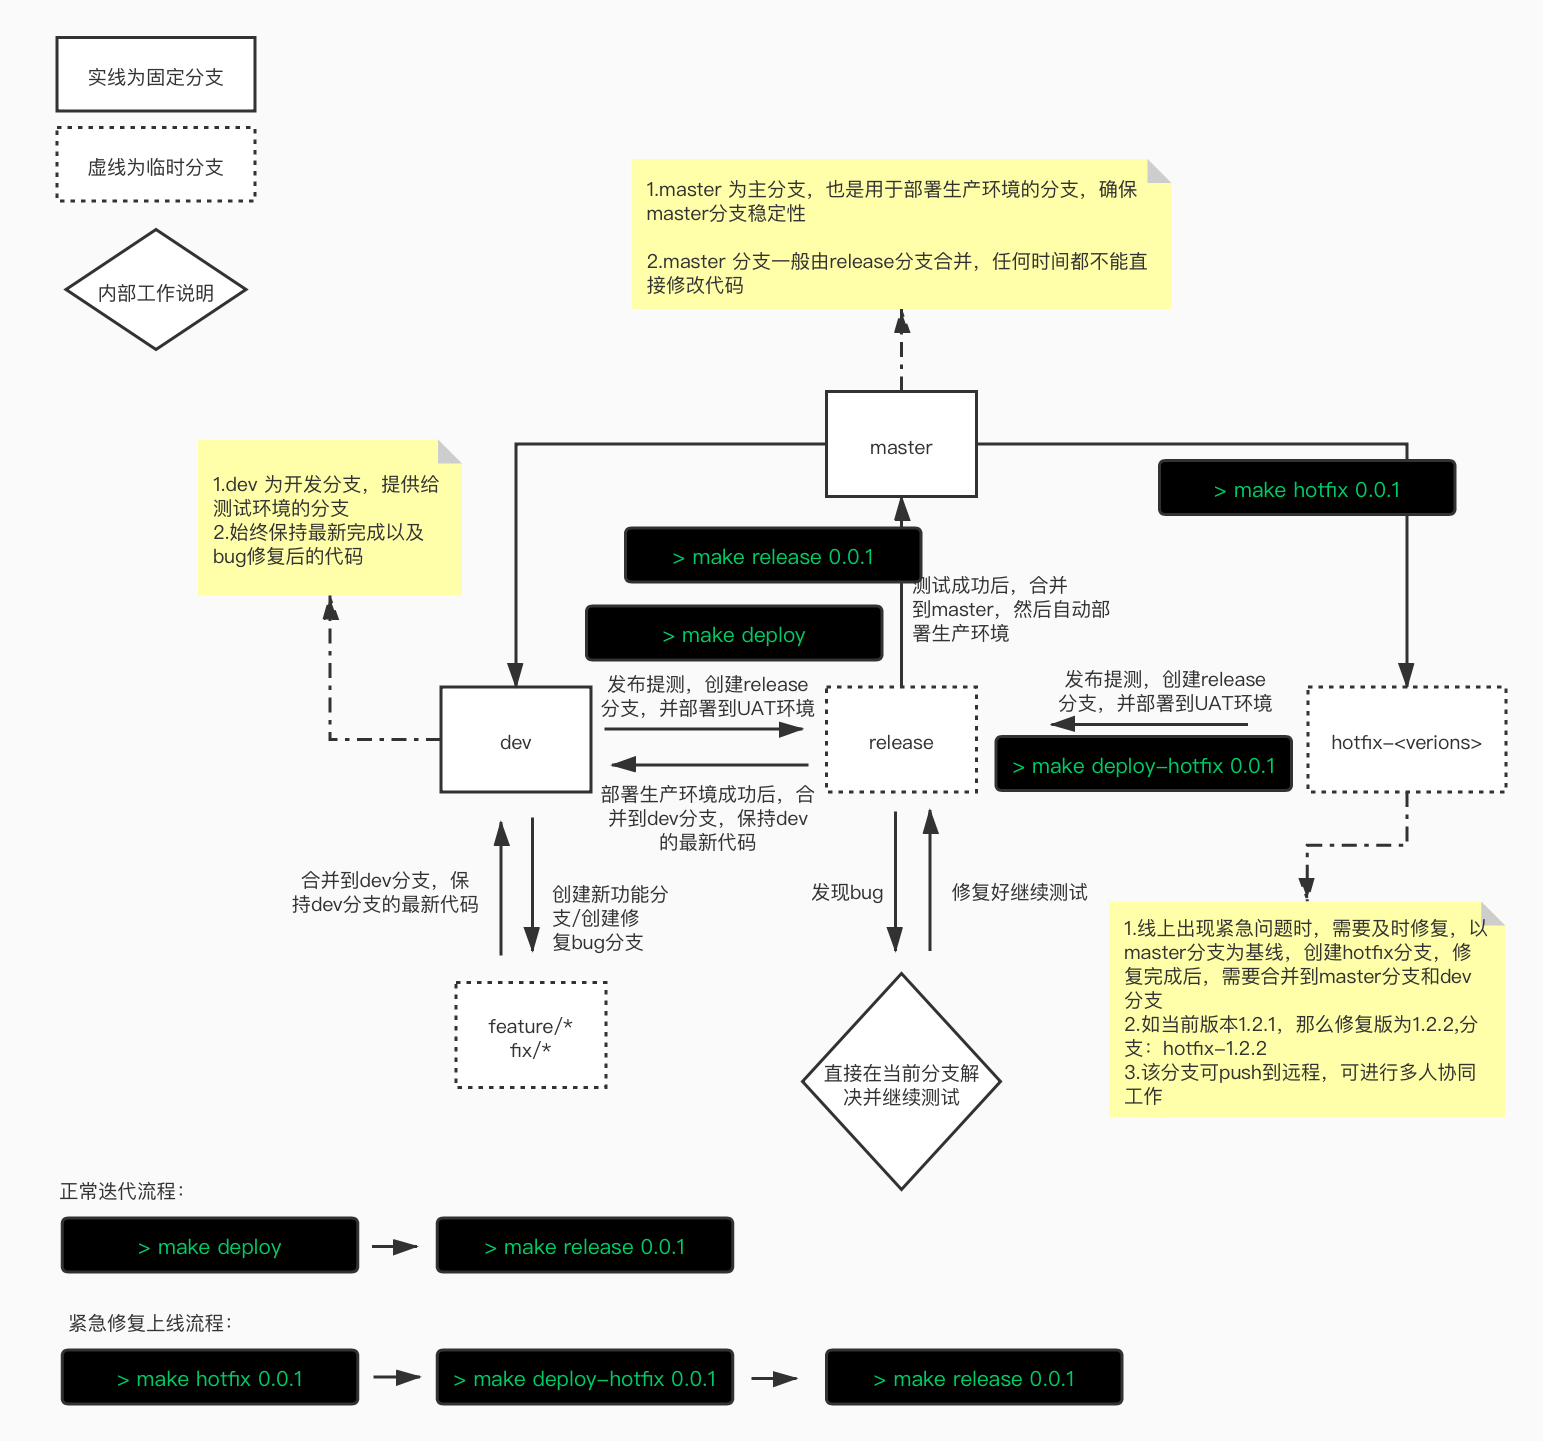 实线为固定分支
虚线为临时分支
内部工作说明
1.master 为主分支，也是用于部署生产环境的分支，确保
master分支稳定性
2.master 分支一般由release分支合并，任何时间都不能直
接修改代码
master
> make hotfix 0.0.1
1.dev 为开发分支，提供给
测试环境的分支
2.始终保持最新完成以及
bug修复后的代码
> make release 0.0.1
测试成功后，合并
到master，然后自动部
署生产环境
> make deploy
发布提测，创建release
分支，并部署到UAT环境
发布提测，创建release
分支，并部署到UAT环境
dev
release
hotfix-<verions>
> make deploy-hotfix 0.0.1
部署生产环境成功后，合
并到dev分支，保持dev
的最新代码
合并到dev分支，保
持dev分支的最新代码
创建新功能分
支/创建修
复bug分支
发现bug
修复好继续测试
1.线上出现紧急问题时，需要及时修复，以
master分支为基线，创建hotfix分支，修
复完成后，需要合并到master分支和dev
分支
2.如当前版本1.2.1，那么修复版为1.2.2,分
支：hotfix-1.2.2
3.该分支可push到远程，可进行多人协同
工作
feature/*
fix/*
直接在当前分支解
决并继续测试
正常迭代流程：
> make deploy
> make release 0.0.1
紧急修复上线流程：
> make hotfix 0.0.1
> make deploy-hotfix 0.0.1
> make release 0.0.1